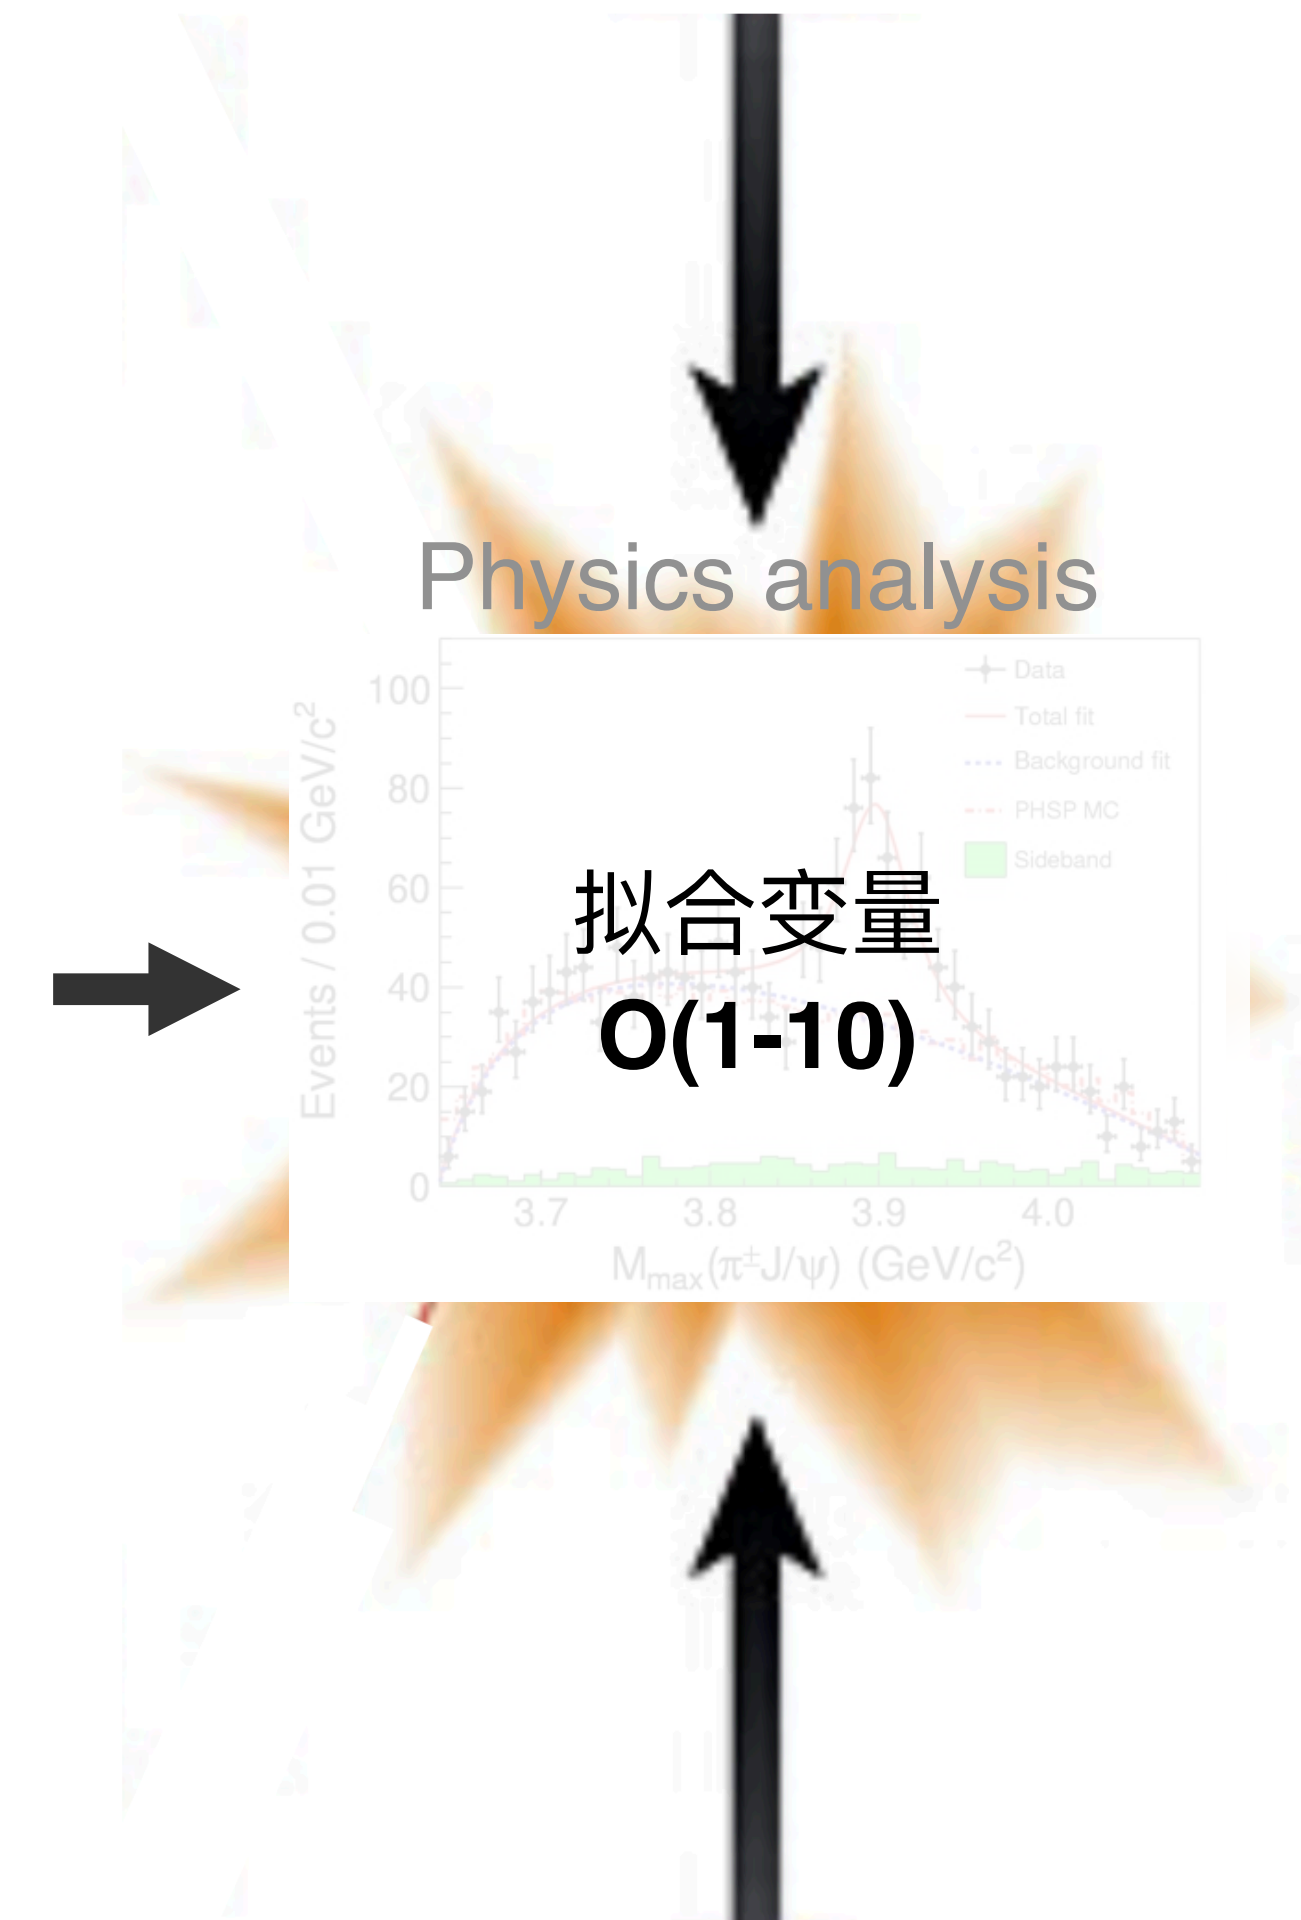 Physics analysis
Events / 0.01 GeV/c²
100
80
60
40
20
0
Data
Total fit
Background fit
PHSP MC
Sideband
拟合变量
O(1-10)
3.7 3.8 3.9 4.0
M_max(π±J/ψ) (GeV/c²)